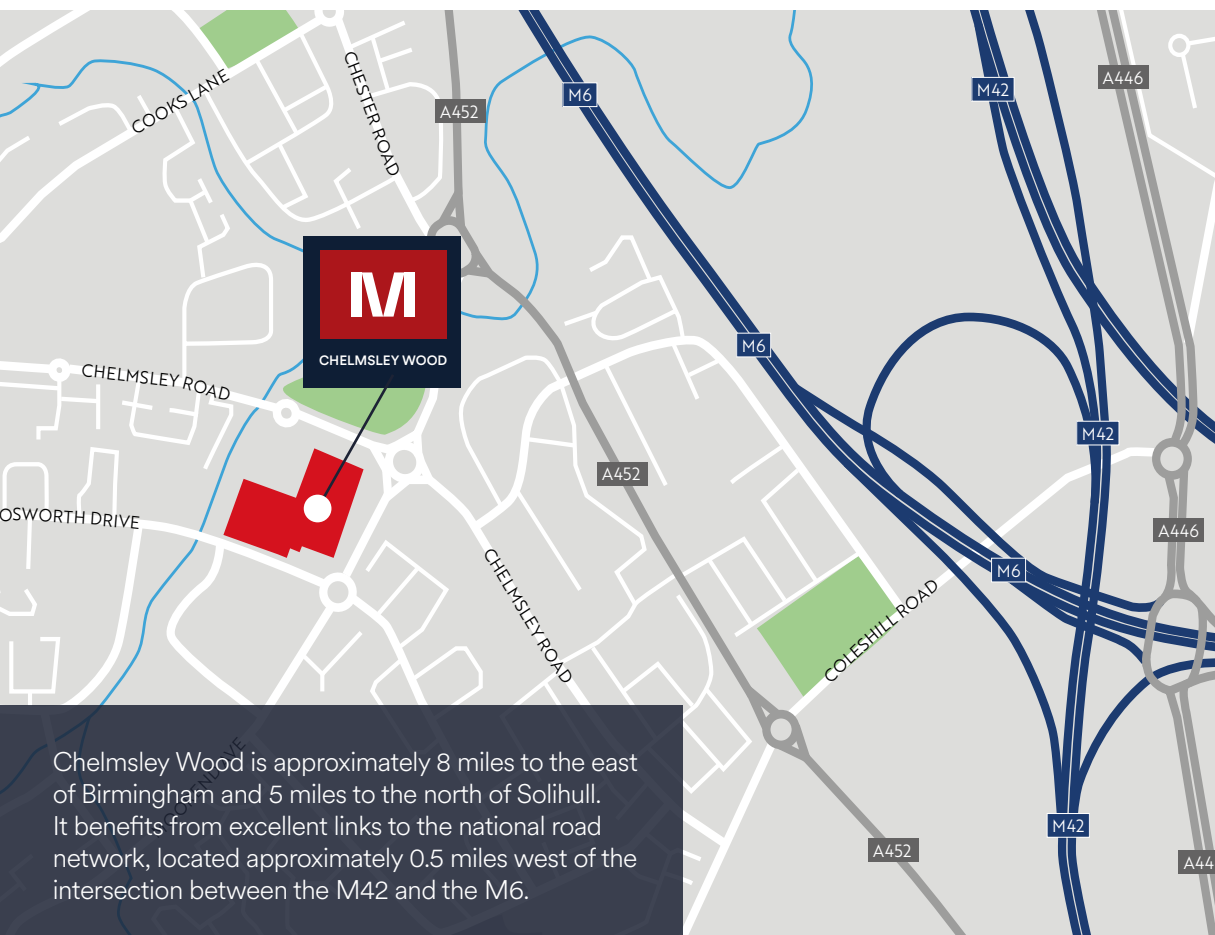 COOKS LANE
CHESTER ROAD
A452
M6
M42
A446
M
CHELMSLEY WOOD
CHELMSLEY ROAD
M6
M42
A452
OSWORTH DRIVE
A446
M6
CHELMSLEY ROAD
COLESHILL ROAD
Chelmsley Wood is approximately 8 miles to the east
of Birmingham and 5 miles to the north of Solihull.
It benefits from excellent links to the national road
network, located approximately 0.5 miles west of the
intersection between the M42 and the M6.
M42
A452
A44